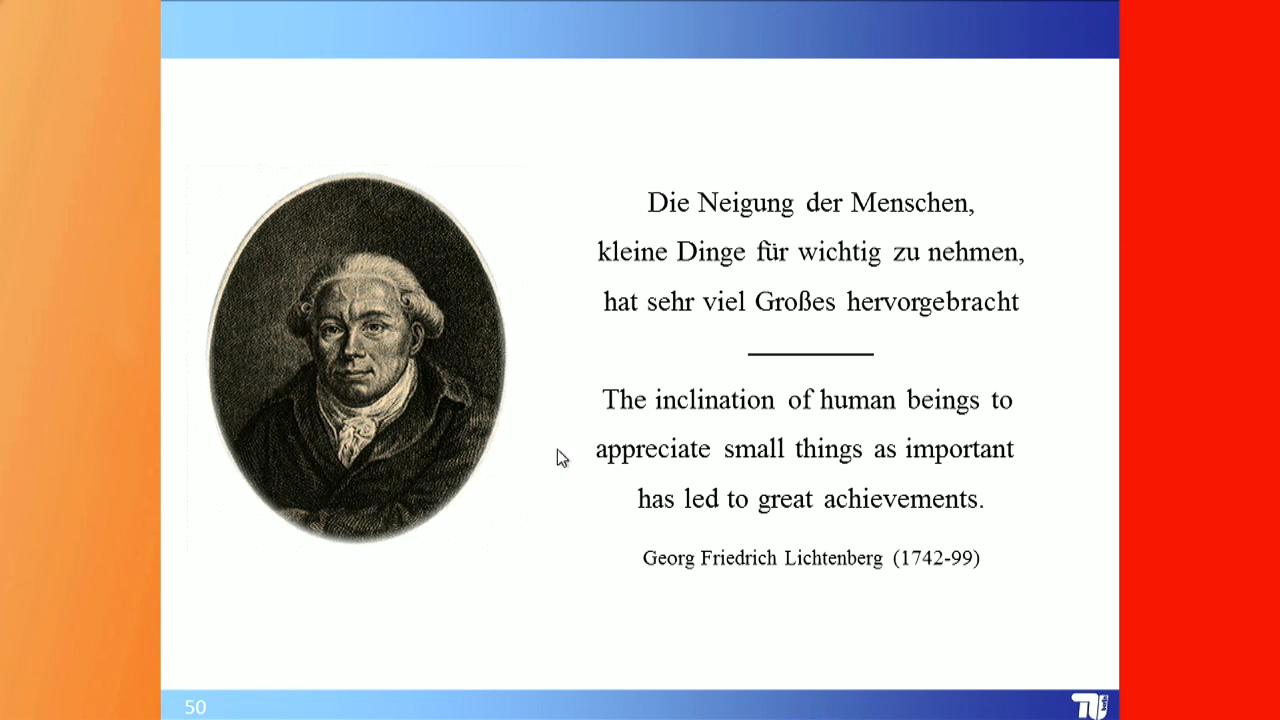 Die Neigung der Menschen,
kleine Dinge für wichtig zu nehmen,
hat sehr viel Großes hervorgebracht
The inclination of human beings to
appreciate small things as important
has led to great achievements.
Georg Friedrich Lichtenberg (1742-99)
50